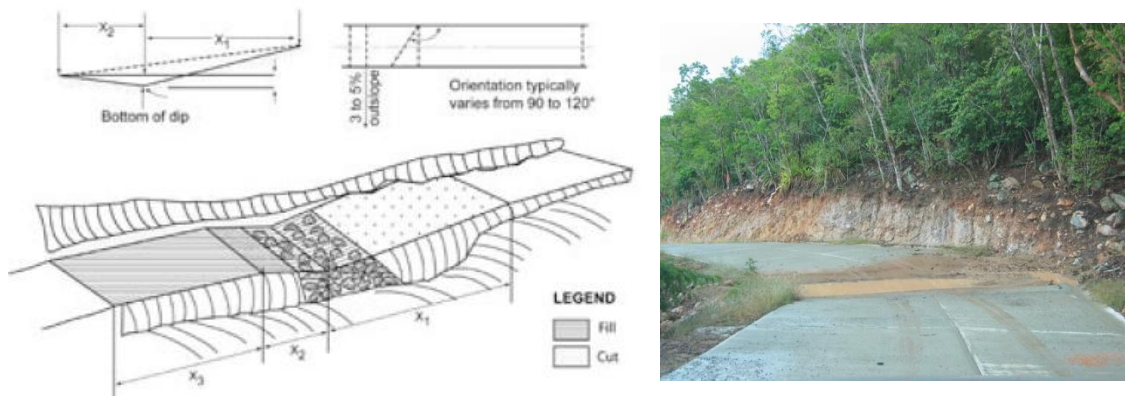 X₂
X₁
Bottom of dip
3 to 5%
outslope
Orientation typically
varies from 90 to 120°
LEGEND
Fill
Cut
X₁
X₂
X₃